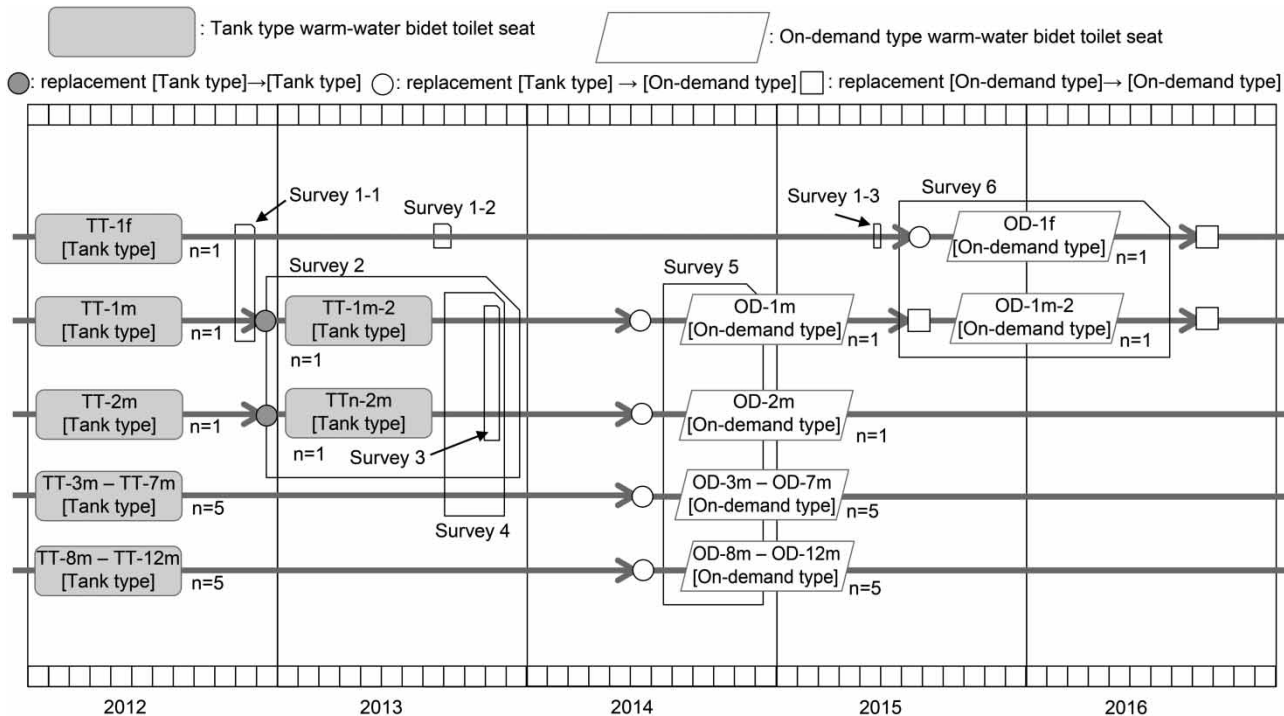 : Tank type warm-water bidet toilet seat
: On-demand type warm-water bidet toilet seat
: replacement [Tank type]→[Tank type]
: replacement [Tank type] → [On-demand type]
: replacement [On-demand type]→ [On-demand type]
Survey 1-1
Survey 1-2
Survey 1-3
Survey 6
TT-1f
[Tank type]
n=1
OD-1f
[On-demand type]
n=1
Survey 2
Survey 5
TT-1m
[Tank type]
n=1
TT-1m-2
[Tank type]
n=1
OD-1m
[On-demand type]
n=1
OD-1m-2
[On-demand type]
n=1
TT-2m
[Tank type]
n=1
TTn-2m
[Tank type]
n=1
Survey 3
OD-2m
[On-demand type]
n=1
TT-3m – TT-7m
[Tank type]
n=5
Survey 4
OD-3m – OD-7m
[On-demand type]
n=5
TT-8m – TT-12m
[Tank type]
n=5
OD-8m – OD-12m
[On-demand type]
n=5
2012
2013
2014
2015
2016